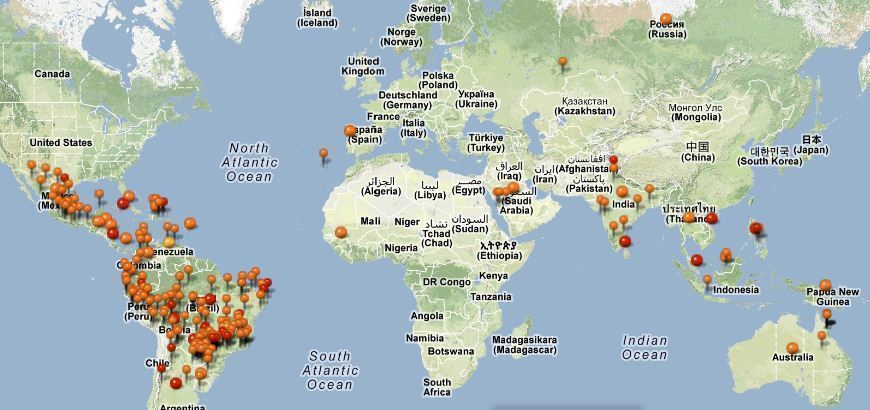 Ísland
(Iceland)
Sverige
(Sweden)
Norge
(Norway)
Россия
(Russia)
Canada
United
Kingdom
Polska
(Poland)
Deutschland
(Germany)
Україна
(Ukraine)
Қазақстан
(Kazakhstan)
Монгол Улс
(Mongolia)
France
Italia
(Italy)
España
(Spain)
Türkiye
(Turkey)
中国
(China)
대한민국
(South Korea)
日本
(Japan)
United States
North
Atlantic
Ocean
العراق
(Iraq)
ایران
(Iran)
افغانستان
(Afghanistan)
پاکستان
(Pakistan)
الجزائر
(Algeria)
ليبيا
(Libya)
مصر
(Egypt)
السعودية
(Saudi
Arabia)
India
Mali
Niger
تشاد
Tchad
(Chad)
السودان
(Sudan)
ประเทศไทย
Nigeria
ኢትዮጵያ
(Ethiopia)
Venezuela
Colombia
Kenya
DR Congo
Tanzania
Indonesia
Papua New
Guinea
Perú
(Peru)
(Brazil)
Bolivia
Angola
Namibia
Botswana
Madagasikara
(Madagascar)
Indian
Ocean
South
Atlantic
Ocean
Chile
South
Africa
Australia
Argentina